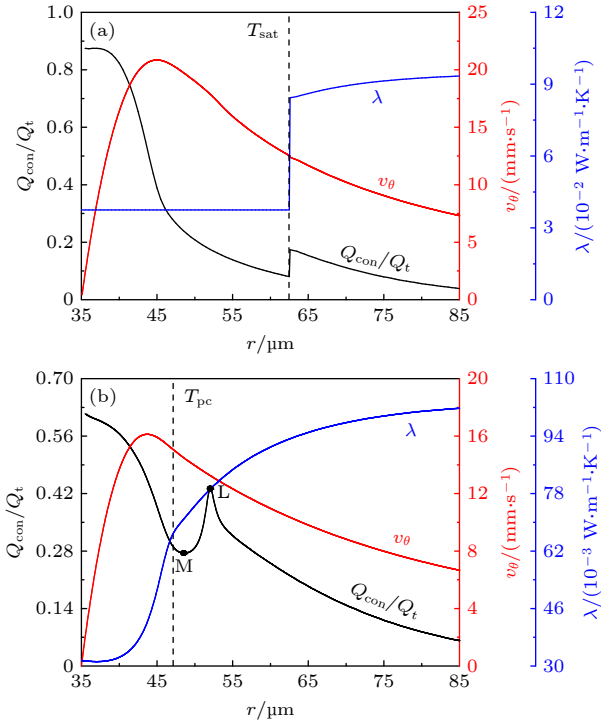 (a)
T_sat
λ
v_θ
Q_con/Q_t
1.0
0.8
0.6
0.4
0.2
0
Q_con/Q_t
25
20
15
10
5
0
v_θ/(mm·s⁻¹)
12
9
6
3
0
λ/(10⁻² W·m⁻¹·K⁻¹)
35 45 55 65 75 85
r/μm
(b)
T_pc
λ
L
v_θ
M
Q_con/Q_t
0.70
0.56
0.42
0.28
0.14
0
Q_con/Q_t
20
16
12
8
4
0
v_θ/(mm·s⁻¹)
110
94
78
62
46
30
λ/(10⁻³ W·m⁻¹·K⁻¹)
35 45 55 65 75 85
r/μm